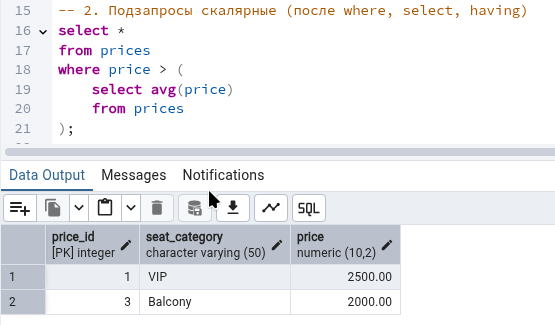 15 -- 2. Подзапросы скалярные (после where, select, having)
16 select *
17 from prices
18 where price > (
19 select avg(price)
20 from prices
21 );
Data Output Messages Notifications
SQL
price_id seat_category price
[PK] integer character varying (50) numeric (10,2)
1 1 VIP 2500.00
2 3 Balcony 2000.00